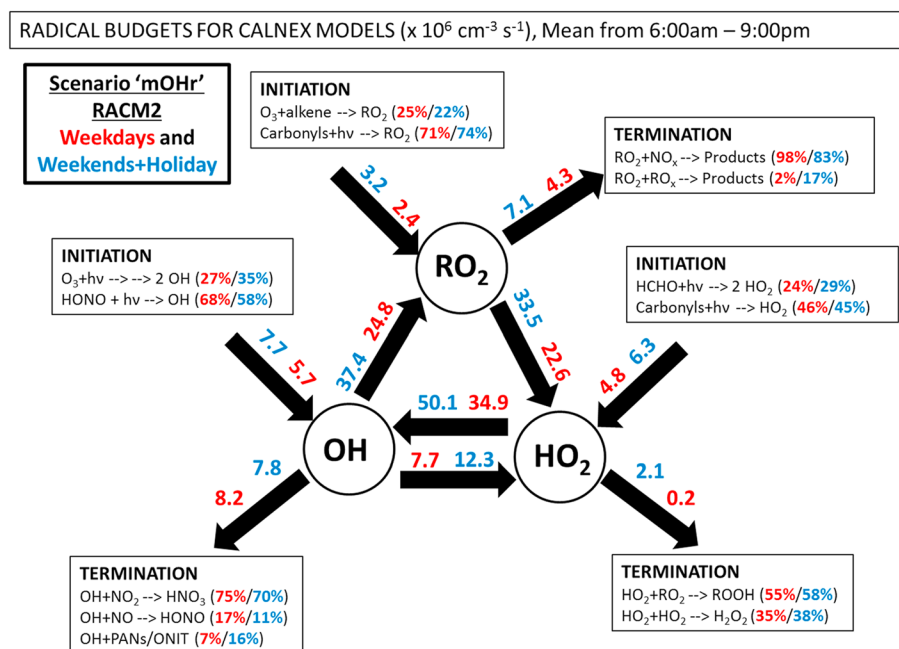 RADICAL BUDGETS FOR CALNEX MODELS (x 10⁶ cm⁻³ s⁻¹), Mean from 6:00am – 9:00pm
Scenario 'mOHr'
RACM2
Weekdays and
Weekends+Holiday
INITIATION
O₃+alkene --> RO₂ (25%/22%)
Carbonyls+hν --> RO₂ (71%/74%)
TERMINATION
RO₂+NOₓ--> Products (98%/83%)
RO₂+ROₓ--> Products (2%/17%)
3.2 2.4
7.1 4.3
RO₂
INITIATION
O₃+hν --> --> 2 OH (27%/35%)
HONO + hν --> OH (68%/58%)
INITIATION
HCHO+hν --> 2 HO₂ (24%/29%)
Carbonyls+hν --> HO₂ (46%/45%)
7.7 5.7
37.4 24.8
33.5 22.6
4.8 6.3
50.1 34.9
OH
HO₂
7.7 12.3
7.8
8.2
2.1
0.2
TERMINATION
OH+NO₂ --> HNO₃ (75%/70%)
OH+NO --> HONO (17%/11%)
OH+PANs/ONIT (7%/16%)
TERMINATION
HO₂+RO₂ --> ROOH (55%/58%)
HO₂+HO₂ --> H₂O₂ (35%/38%)